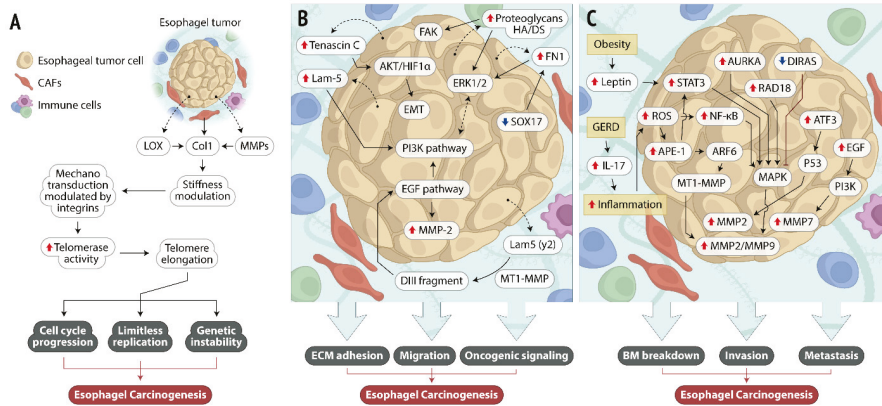 A
Esophagel
tumor
Esophageal tumor cell
CAFs
Immune cells
LOX
Col1
MMPs
Mechano
transduction
modulated by
integrins
Stiffness
modulation
Telomerase
activity
Telomere
elongation
Cell cycle
progression
Limitless
replication
Genetic
instability
Esophagel Carcinogenesis
B
FAK
Proteoglycans
HA/DS
Tenascin C
FN1
AKT/HIF1α
Lam-5
ERK1/2
EMT
SOX17
PI3K pathway
EGF pathway
MMP-2
Lam5 (y2)
DIII fragment
MT1-MMP
ECM adhesion
Migration
Oncogenic signaling
Esophagel Carcinogenesis
C
Obesity
AURKA
DIRAS
Leptin
STAT3
RAD18
ROS
NF-κB
ATF3
GERD
APE-1
ARF6
EGF
IL-17
P53
MT1-MMP
MAPK
PI3K
Inflammation
MMP2
MMP7
MMP2/MMP9
BM breakdown
Invasion
Metastasis
Esophagel Carcinogenesis